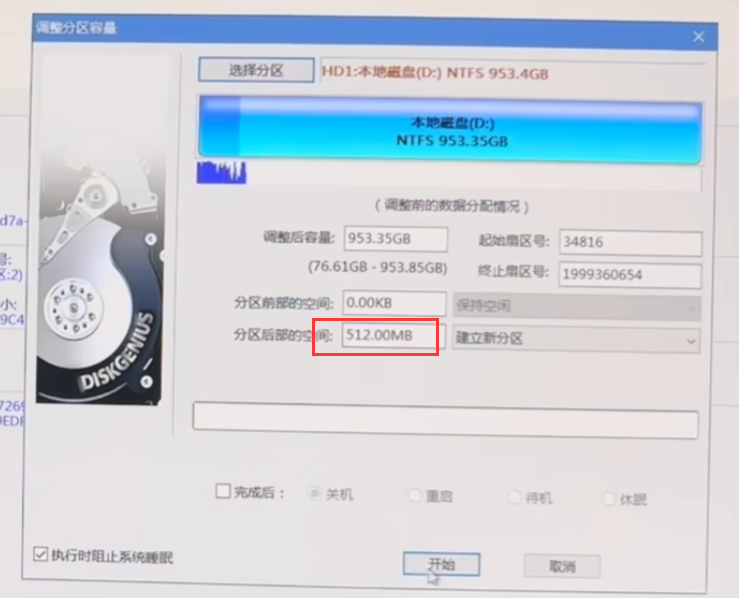 调整分区容量
选择分区 HD1:本地磁盘(D:) NTFS 953.4GB
本地磁盘(D:)
NTFS 953.35GB
(调整前的数据分配情况)
调整后容量: 953.35GB 起始扇区号: 34816
(76.61GB - 953.85GB) 终止扇区号: 1999360654
分区前部的空间: 0.00KB 保持空闲
分区后部的空间: 512.00MB 建立新分区
DISKGENIUS
完成后: 关机 重启 待机 休眠
执行时阻止系统睡眠
开始 取消
d7a-
号:
区:2)
小:
9C4
7269
9EDF